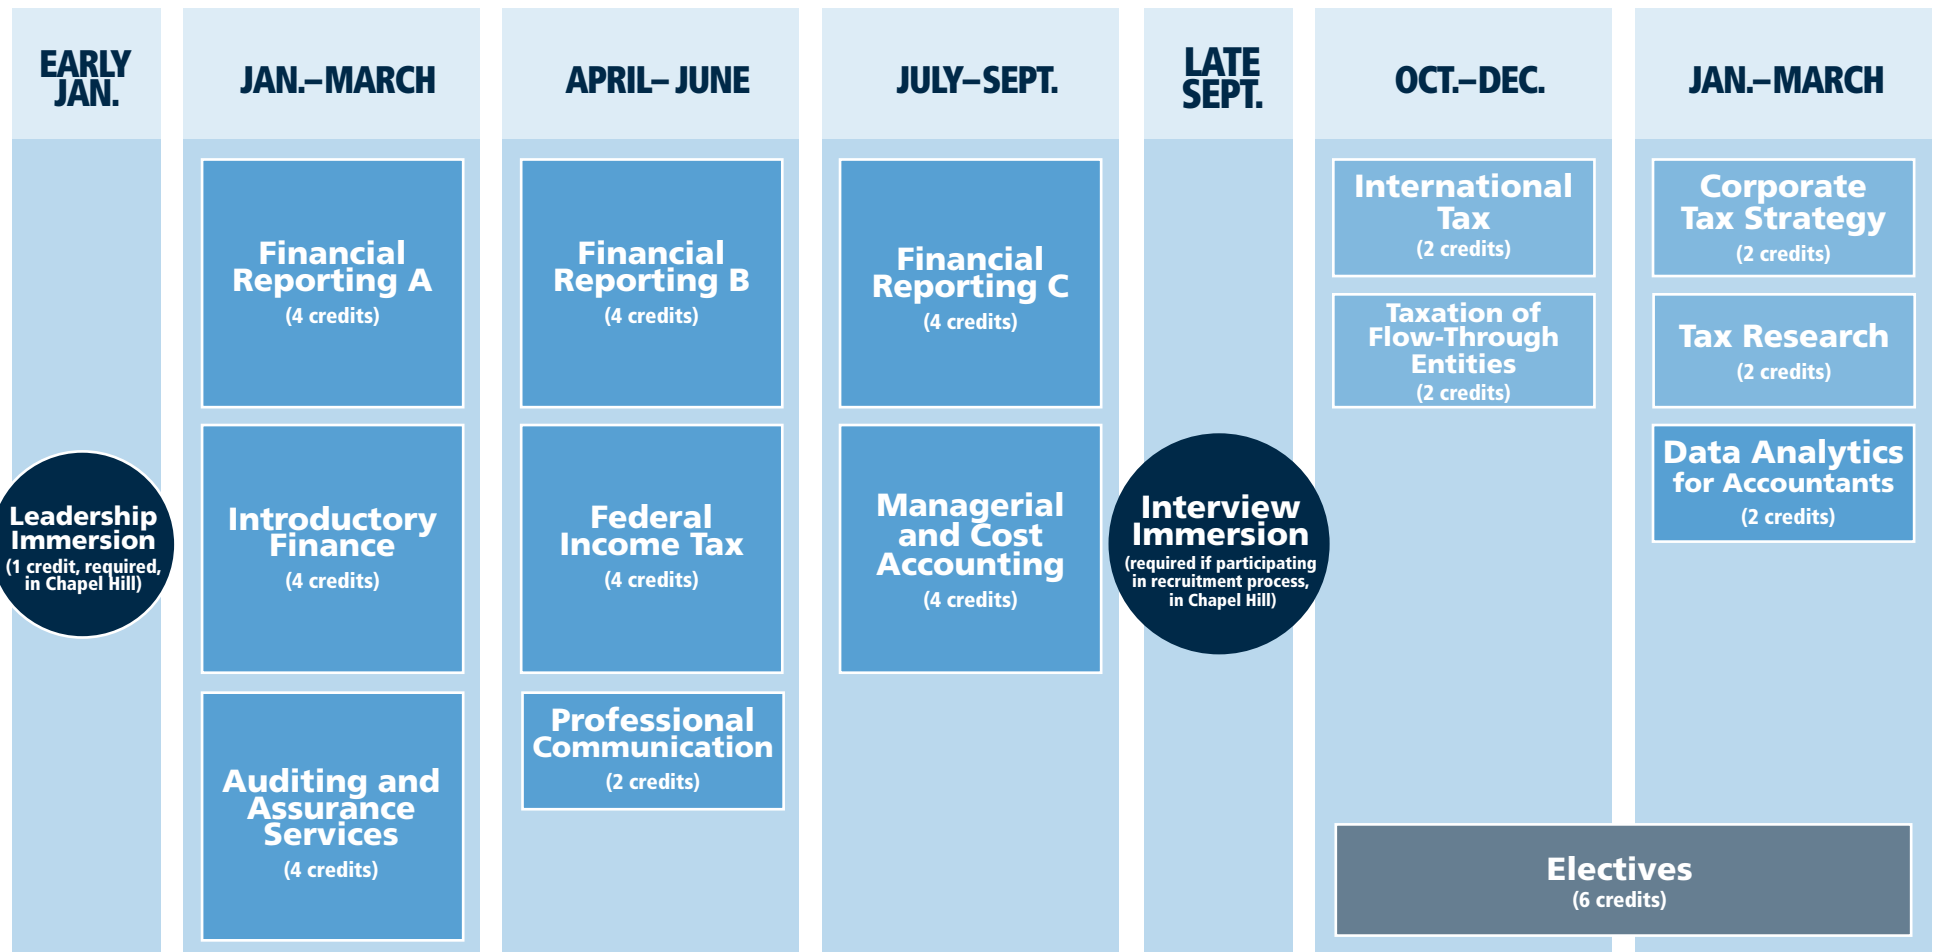 EARLY
JAN.
JAN.–MARCH
APRIL–JUNE
JULY–SEPT.
LATE
SEPT.
OCT.–DEC.
JAN.–MARCH
Leadership
Immersion
(1 credit, required,
in Chapel Hill)
Financial
Reporting A
(4 credits)
Introductory
Finance
(4 credits)
Auditing and
Assurance
Services
(4 credits)
Financial
Reporting B
(4 credits)
Federal
Income Tax
(4 credits)
Professional
Communication
(2 credits)
Financial
Reporting C
(4 credits)
Managerial
and Cost
Accounting
(4 credits)
Interview
Immersion
(required if participating
in recruitment process,
in Chapel Hill)
International
Tax
(2 credits)
Taxation of
Flow-Through
Entities
(2 credits)
Corporate
Tax Strategy
(2 credits)
Tax Research
(2 credits)
Data Analytics
for Accountants
(2 credits)
Electives
(6 credits)